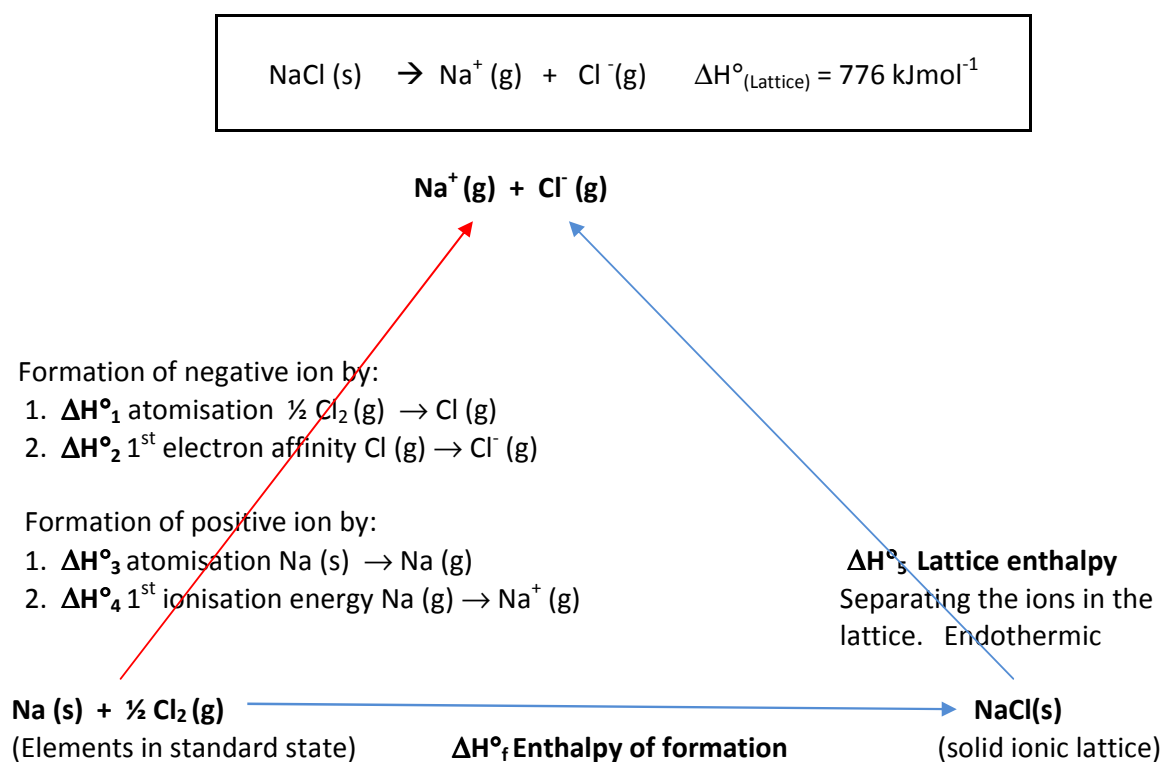 NaCl (s) → Na⁺ (g) + Cl ⁻(g) ΔH°(Lattice) = 776 kJmol⁻¹
Na⁺ (g) + Cl⁻ (g)
Formation of negative ion by:
1. ΔH°₁ atomisation ½ Cl₂ (g) → Cl (g)
2. ΔH°₂ 1ˢᵗ electron affinity Cl (g) → Cl⁻ (g)
Formation of positive ion by:
1. ΔH°₃ atomisation Na (s) → Na (g)
2. ΔH°₄ 1ˢᵗ ionisation energy Na (g) → Na⁺ (g)
ΔH°₅ Lattice enthalpy
Separating the ions in the
lattice. Endothermic
Na (s) + ½ Cl₂ (g)
(Elements in standard state)
ΔH°f Enthalpy of formation
NaCl(s)
(solid ionic lattice)